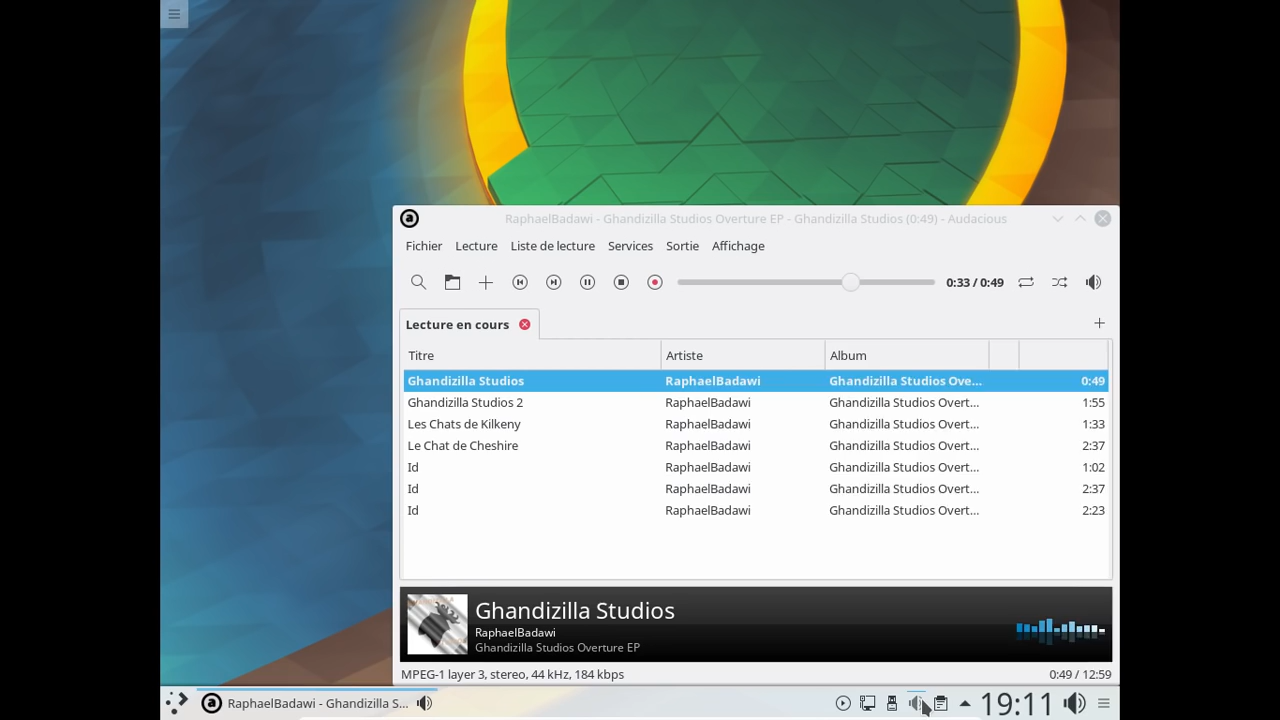 RaphaelBadawi - Ghandizilla Studios Overture EP - Ghandizilla Studios (0:49) - Audacious
Fichier Lecture Liste de lecture Services Sortie Affichage
0:33 / 0:49
Lecture en cours
Titre Artiste Album
Ghandizilla Studios RaphaelBadawi Ghandizilla Studios Ove... 0:49
Ghandizilla Studios 2 RaphaelBadawi Ghandizilla Studios Overt... 1:55
Les Chats de Kilkeny RaphaelBadawi Ghandizilla Studios Overt... 1:33
Le Chat de Cheshire RaphaelBadawi Ghandizilla Studios Overt... 2:37
Id RaphaelBadawi Ghandizilla Studios Overt... 1:02
Id RaphaelBadawi Ghandizilla Studios Overt... 2:37
Id RaphaelBadawi Ghandizilla Studios Overt... 2:23
Ghandizilla Studios
RaphaelBadawi
Ghandizilla Studios Overture EP
MPEG-1 layer 3, stereo, 44 kHz, 184 kbps 0:49 / 12:59
RaphaelBadawi - Ghandizilla S... 19:11